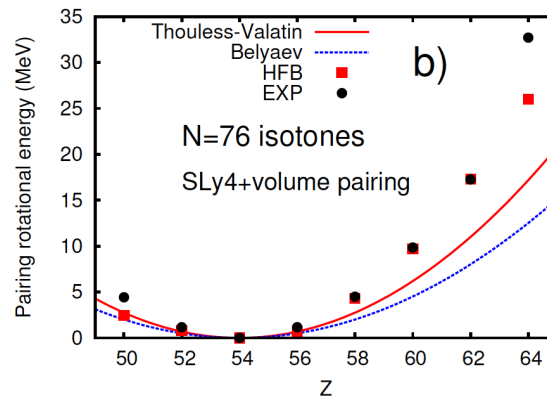 Thouless-Valatin
Belyaev
HFB
EXP
b)
N=76 isotones
SLy4+volume pairing
Pairing rotational energy (MeV)
35
30
25
20
15
10
5
0
50 52 54 56 58 60 62 64
Z